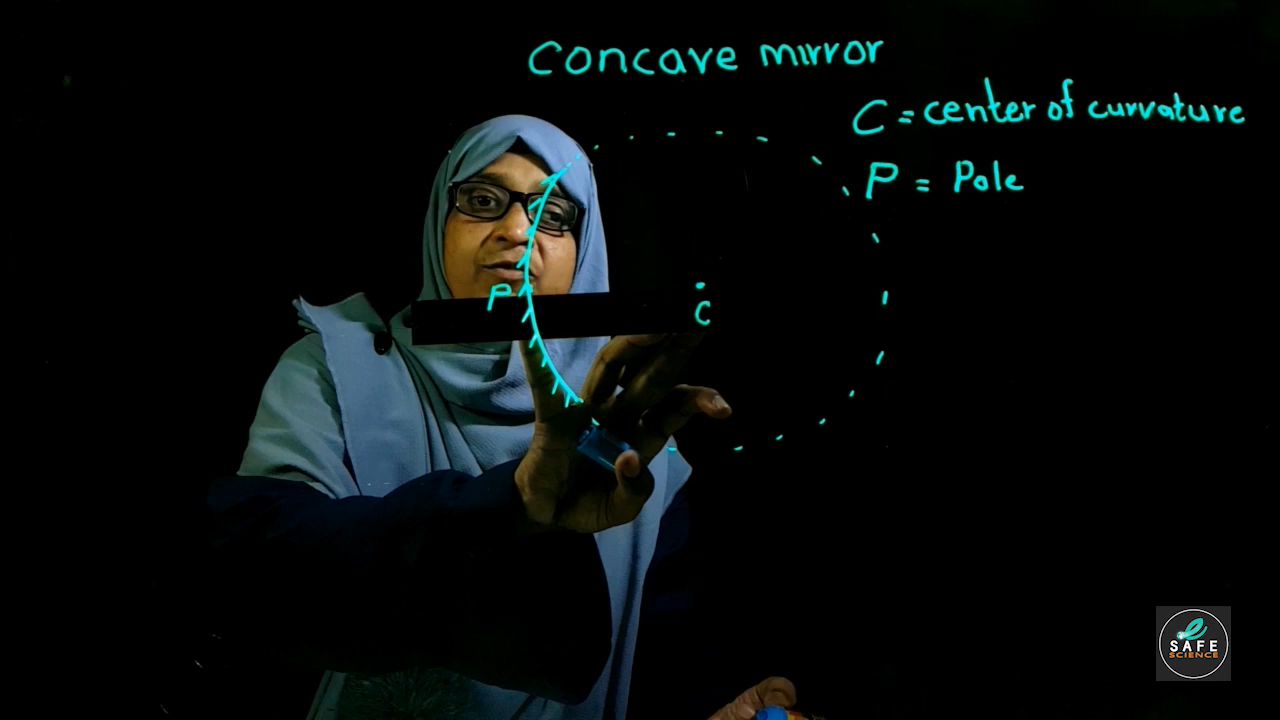 Concave mirror
C = center of curvature
P = Pole
P
C
SAFE
SCIENCE